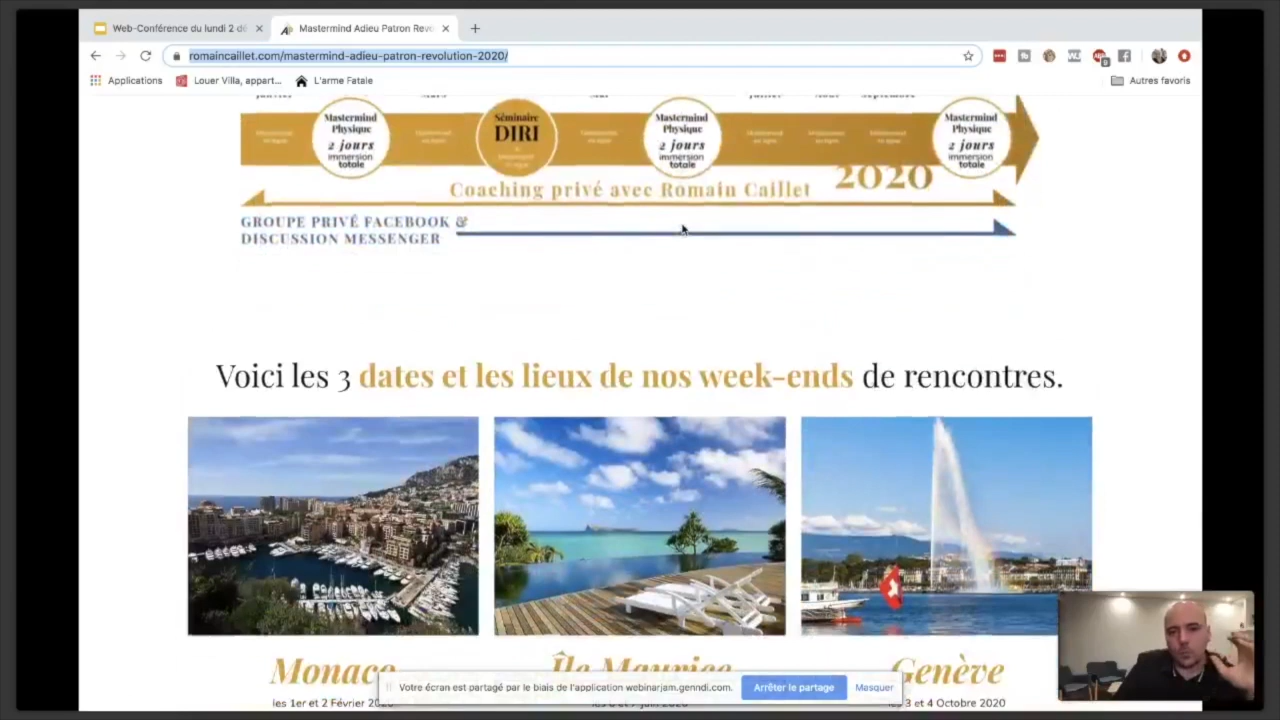 Web-Conférence du lundi 2 dé
Mastermind Adieu Patron Revo
romaincaillet.com/mastermind-adieu-patron-revolution-2020/
Applications
Louer Villa, appart...
L'arme Fatale
Autres favoris
Mastermind
Physique
2 jours
immersion
totale
Séminaire
DIRI
Mastermind
Physique
2 jours
immersion
totale
Mastermind
Physique
2 jours
immersion
totale
2020
Coaching privé avec Romain Caillet
GROUPE PRIVÉ FACEBOOK &
DISCUSSION MESSENGER
Voici les 3 dates et les lieux de nos week-ends de rencontres.
Monaco
Île Maurice
Genève
les 1er et 2 Février 2020
les 3 et 4 Octobre 2020
Votre écran est partagé par le biais de l'application webinarjam.genndi.com.
Arrêter le partage
Masquer